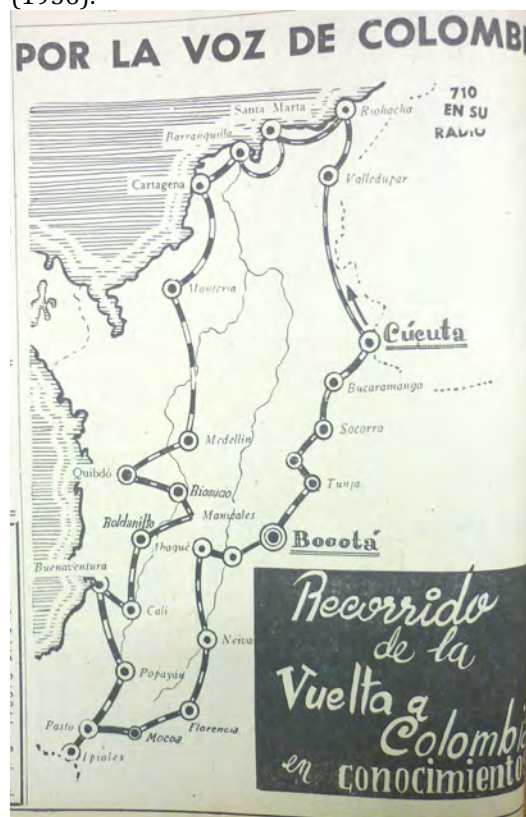 (1956).
POR LA VOZ DE COLOMBI
710
EN SU
RADIO
Santa Marta
Riohacha
Barranquilla
Cartagena
Valledupar
Montería
Cúcuta
Bucaramanga
Medellín
Socorro
Quibdó
Tunja
Riosucio
Manizales
Roldanillo
Ibagué
Bogotá
Buenaventura
Cali
Neiva
Popayán
Pasto
Mocoa
Florencia
Ipiales
Recorrido
de la
Vuelta a
Colombia
en conocimiento